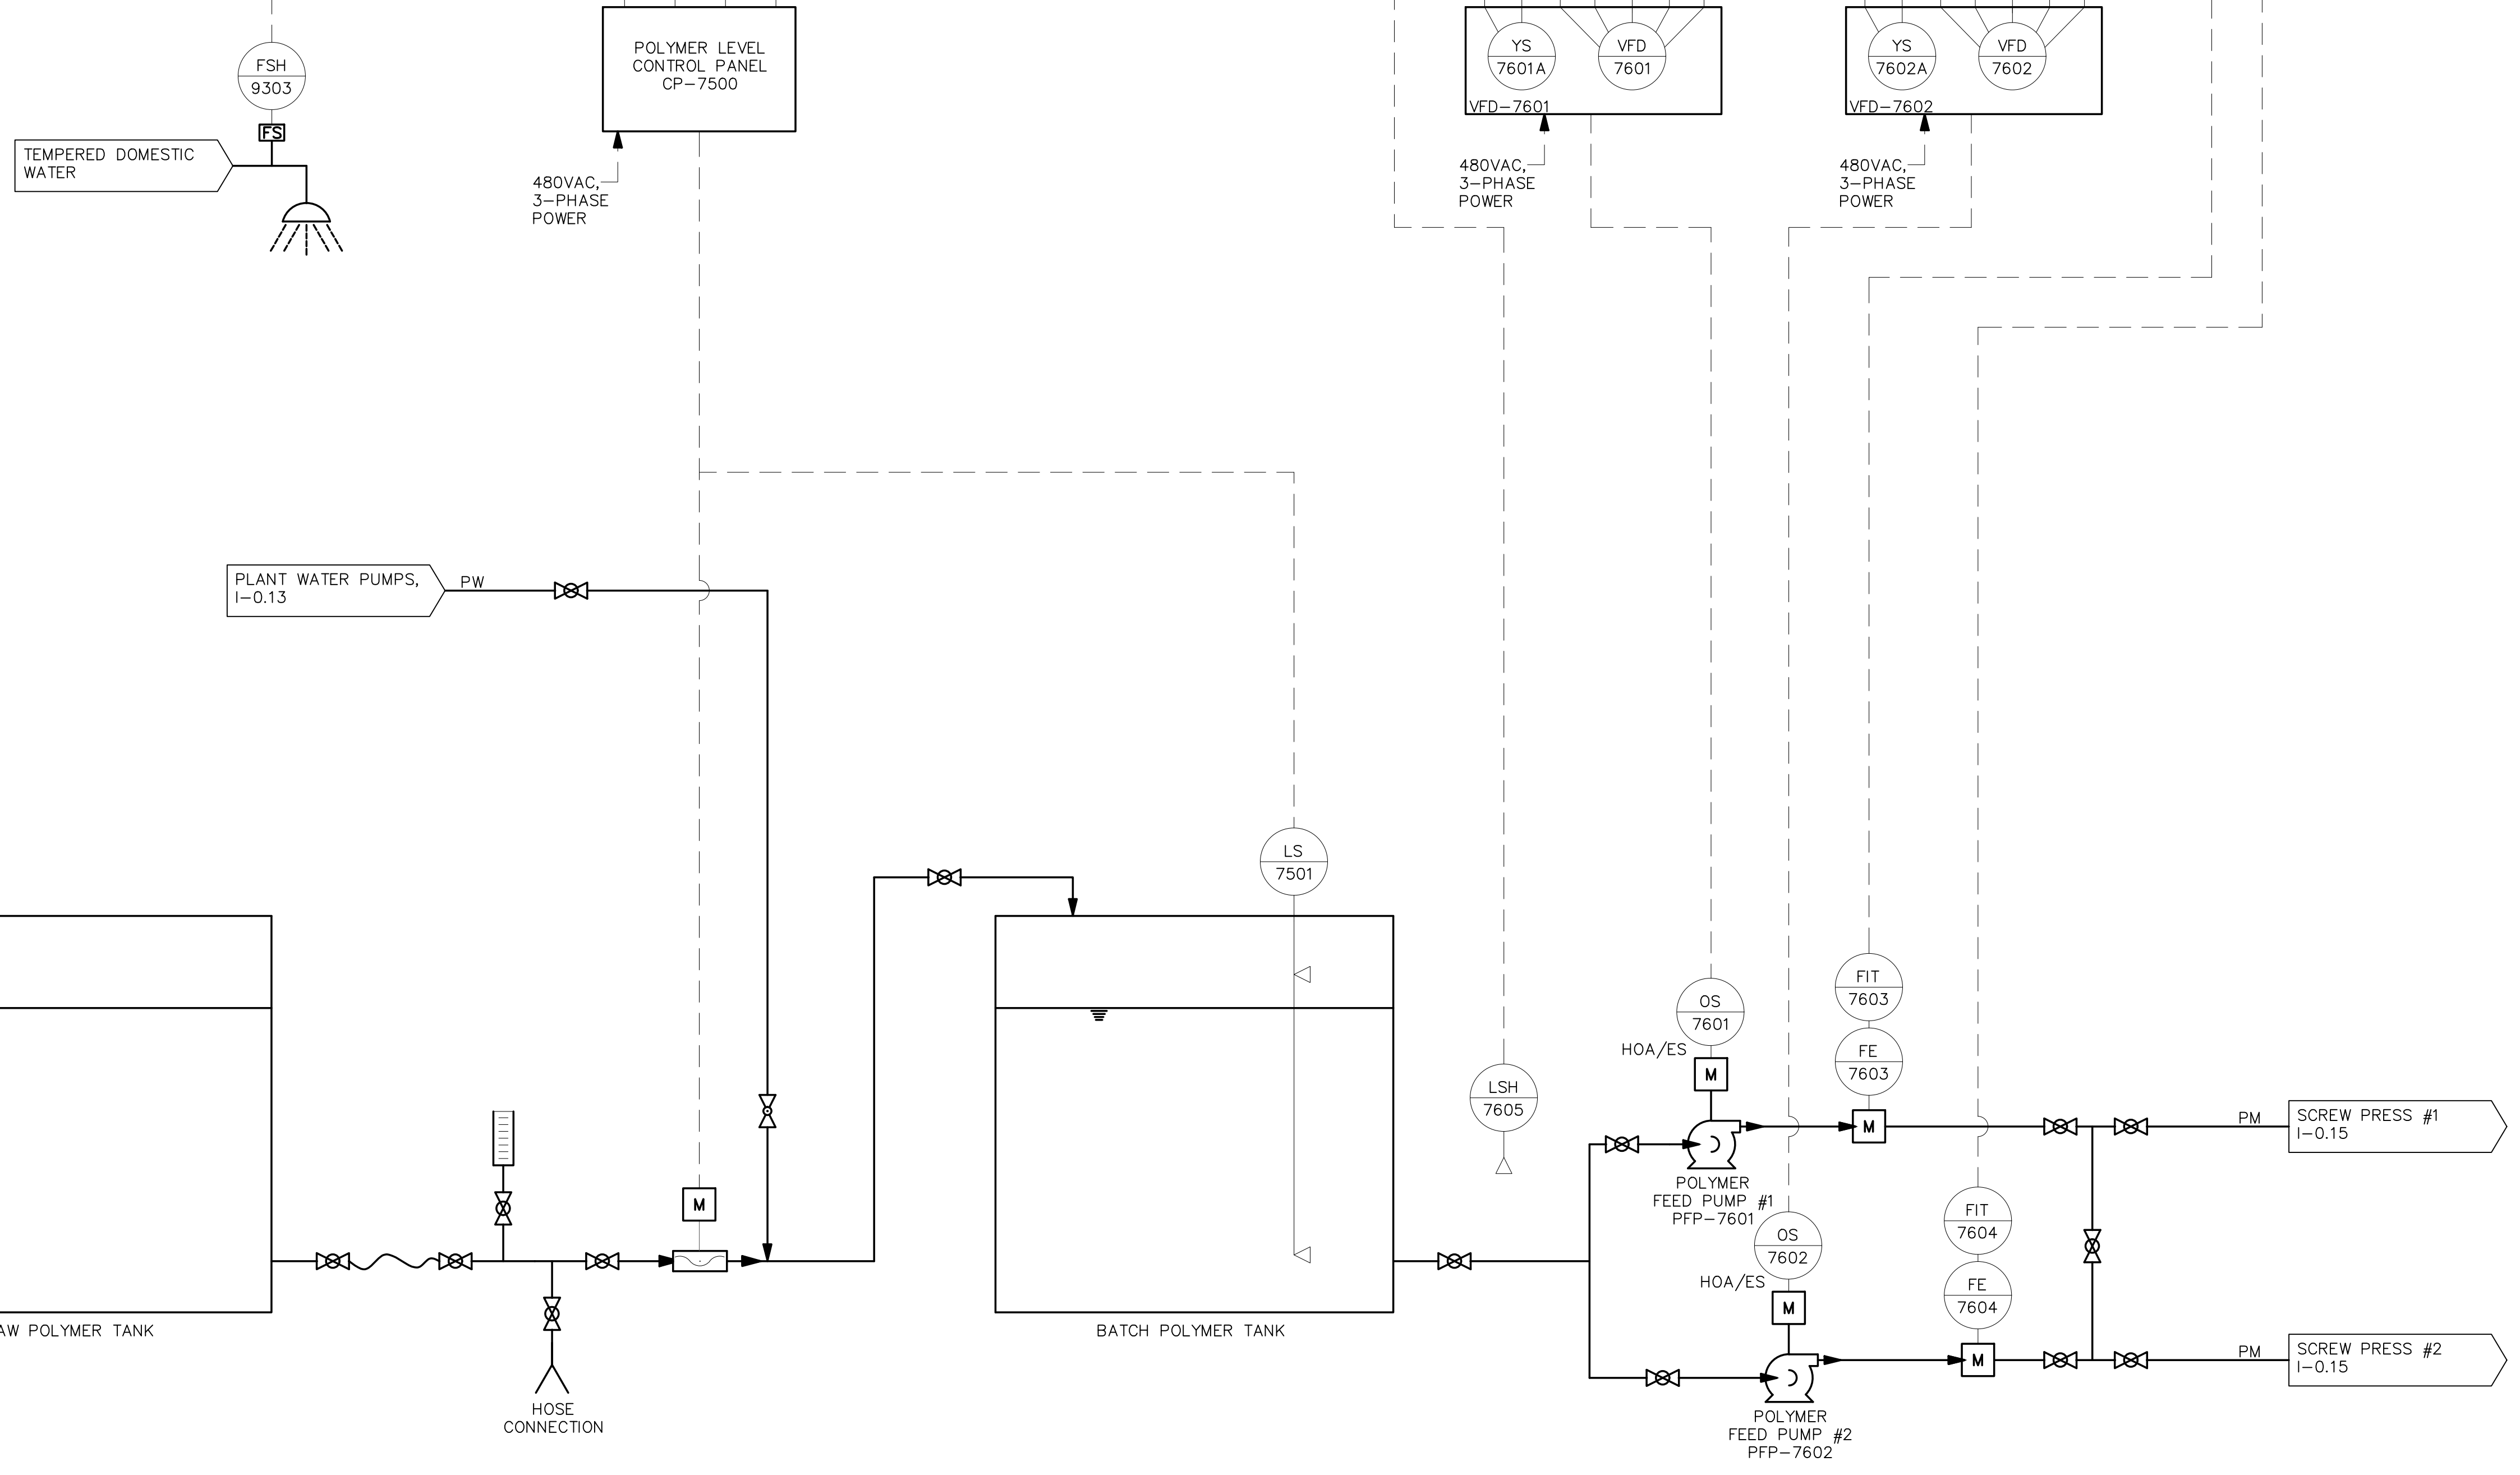 FSH
9303
FS
TEMPERED DOMESTIC
WATER
POLYMER LEVEL
CONTROL PANEL
CP-7500
480VAC,
3-PHASE
POWER
YS
7601A
VFD
7601
VFD-7601
480VAC,
3-PHASE
POWER
YS
7602A
VFD
7602
VFD-7602
480VAC,
3-PHASE
POWER
PLANT WATER PUMPS,
I-0.13
PW
LS
7501
M
HOSE
CONNECTION
POLYMER TANK
BATCH POLYMER TANK
LSH
7605
OS
7601
HOA/ES
M
POLYMER
FEED PUMP #1
PFP-7601
FIT
7603
FE
7603
M
PM
SCREW PRESS #1
I-0.15
OS
7602
HOA/ES
M
POLYMER
FEED PUMP #2
PFP-7602
FIT
7604
FE
7604
M
PM
SCREW PRESS #2
I-0.15